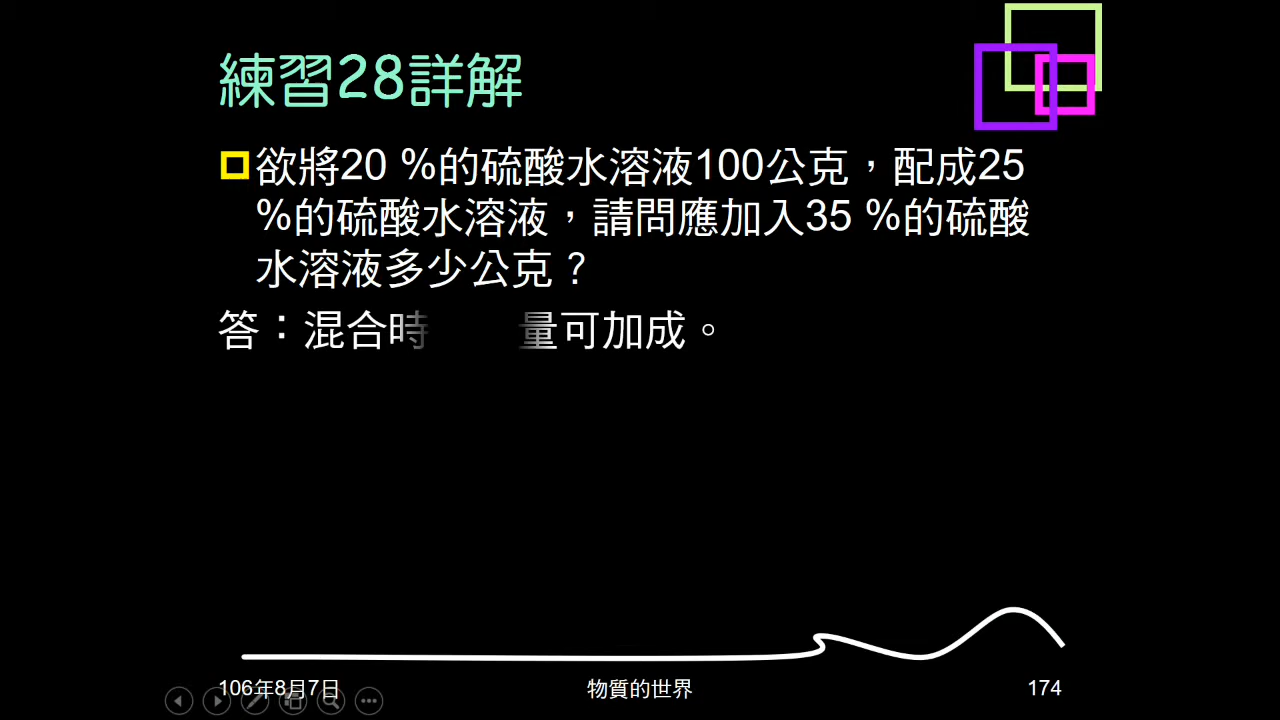 練習28詳解
欲將20 %的硫酸水溶液100公克，配成25
%的硫酸水溶液，請問應加入35 %的硫酸
水溶液多少公克？
答：混合時 量可加成。
106年8月7日
物質的世界
174